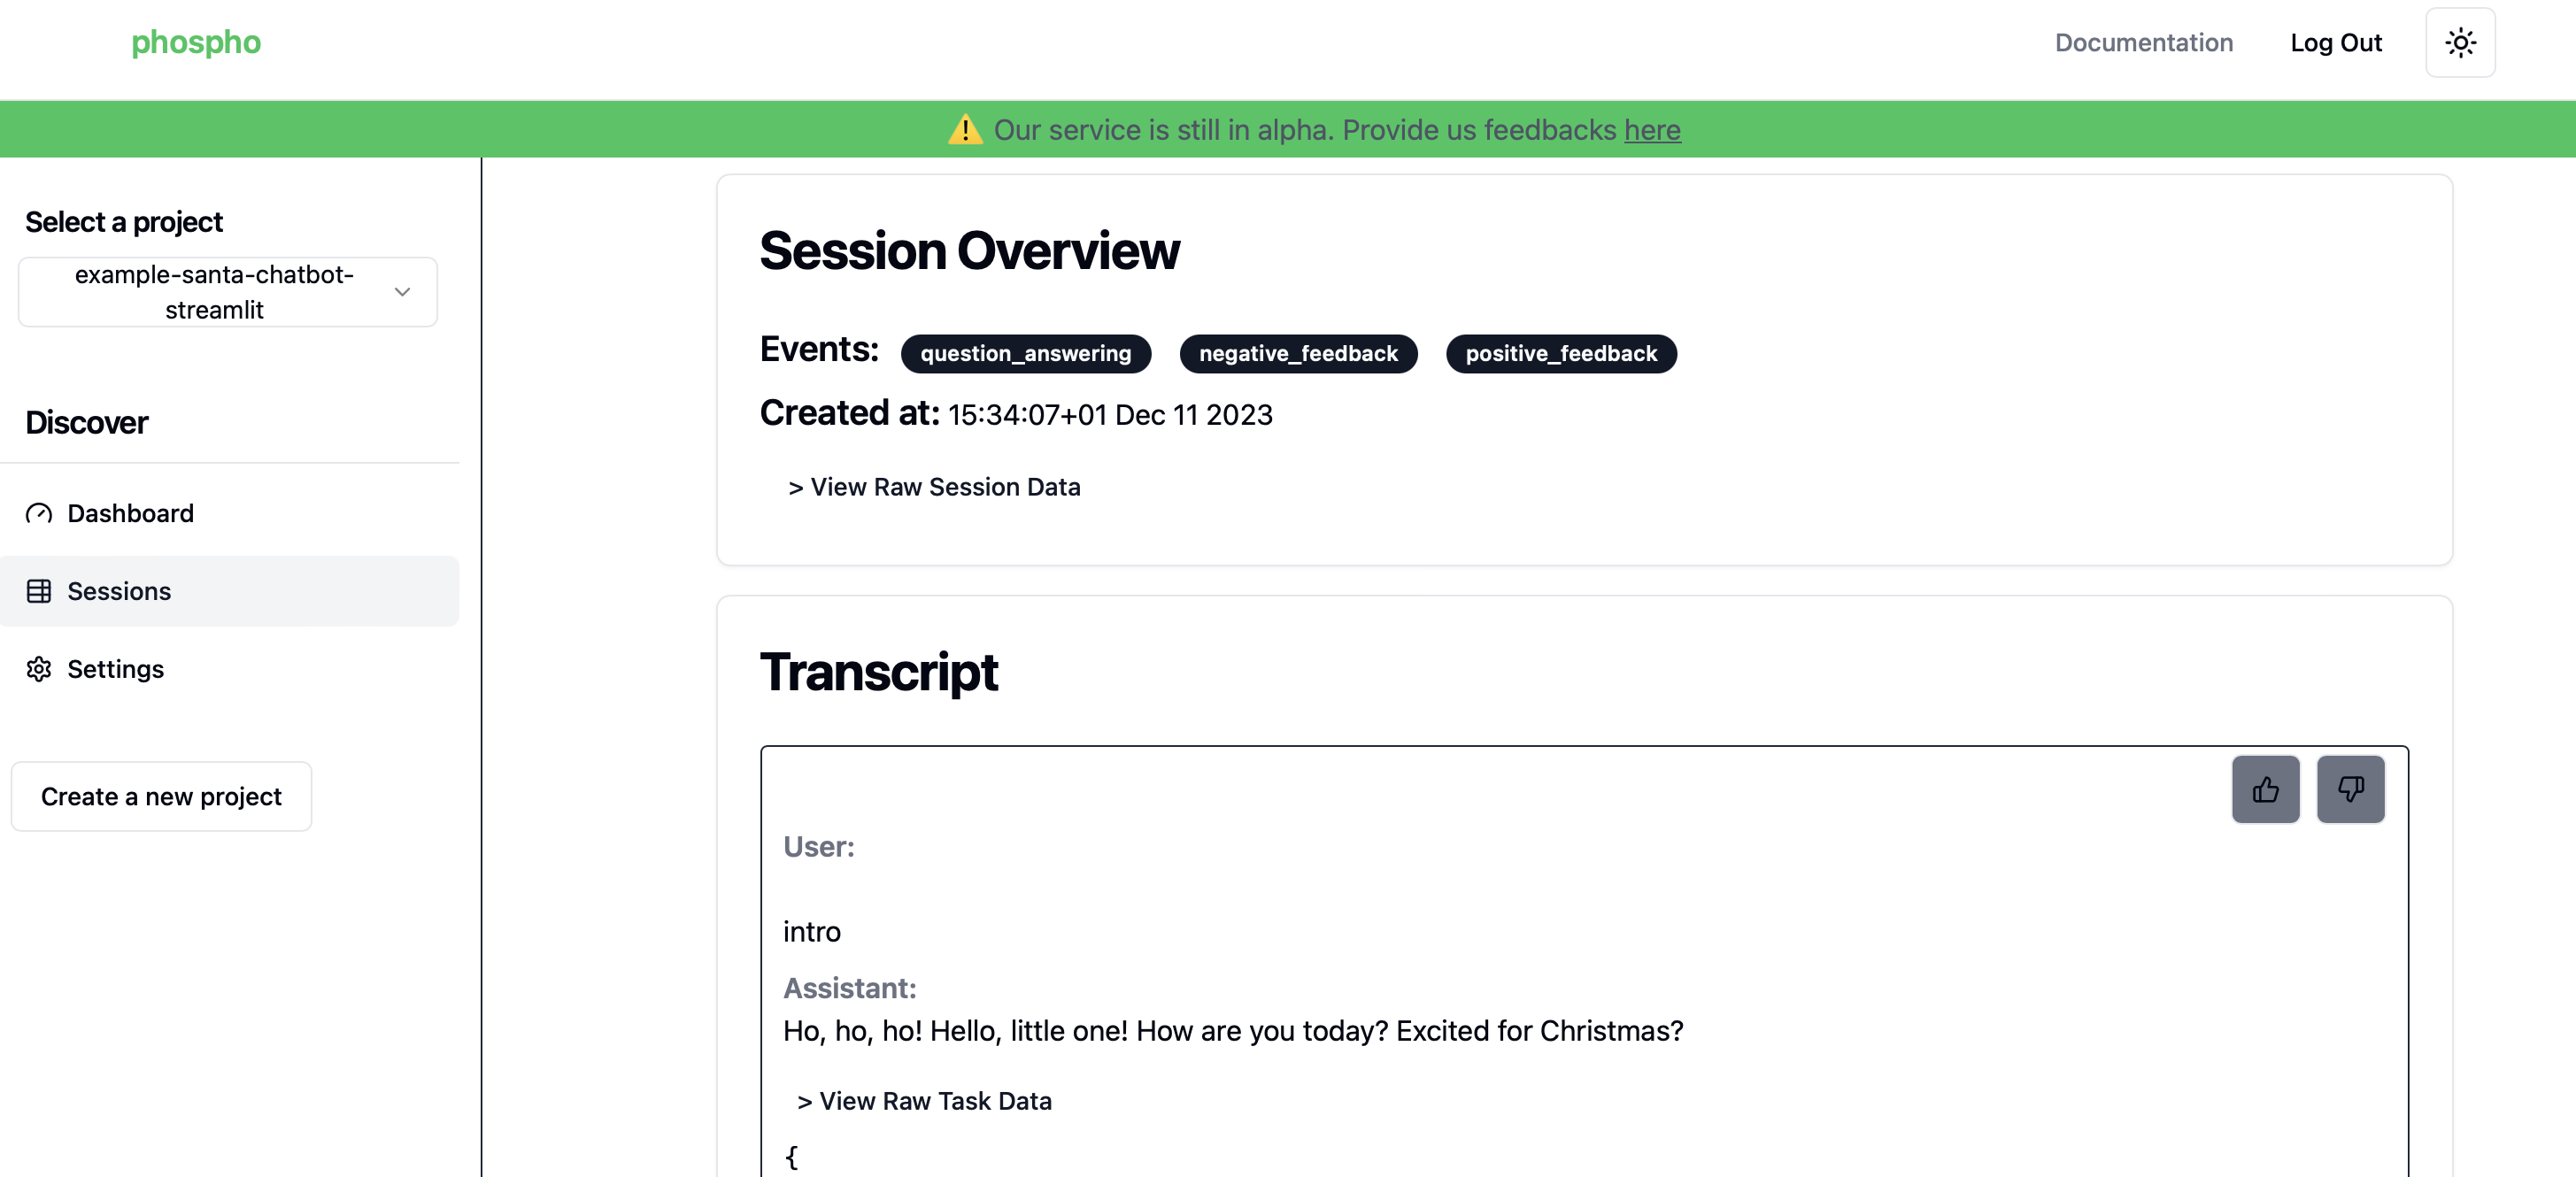 phospho
Documentation
Log Out
⚠️ Our service is still in alpha. Provide us feedbacks here
Select a project
example-santa-chatbot-
streamlit
Discover
Dashboard
Sessions
Settings
Create a new project
Session Overview
Events: question_answering negative_feedback positive_feedback
Created at: 15:34:07+01 Dec 11 2023
> View Raw Session Data
Transcript
User:
intro
Assistant:
Ho, ho, ho! Hello, little one! How are you today? Excited for Christmas?
> View Raw Task Data
{